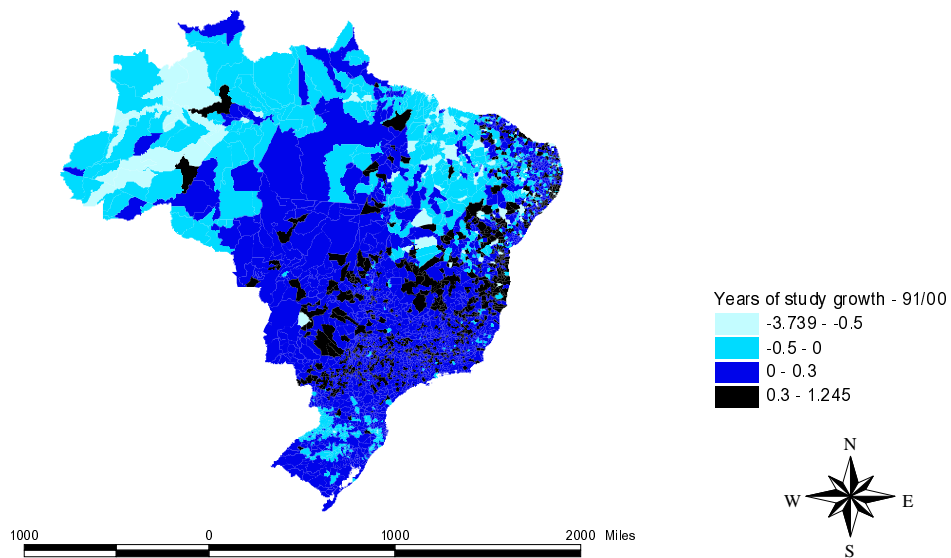 Years of study growth - 91/00
-3.739 - -0.5
-0.5 - 0
0 - 0.3
0.3 - 1.245
N
W E
S
1000 0 1000 2000 Miles